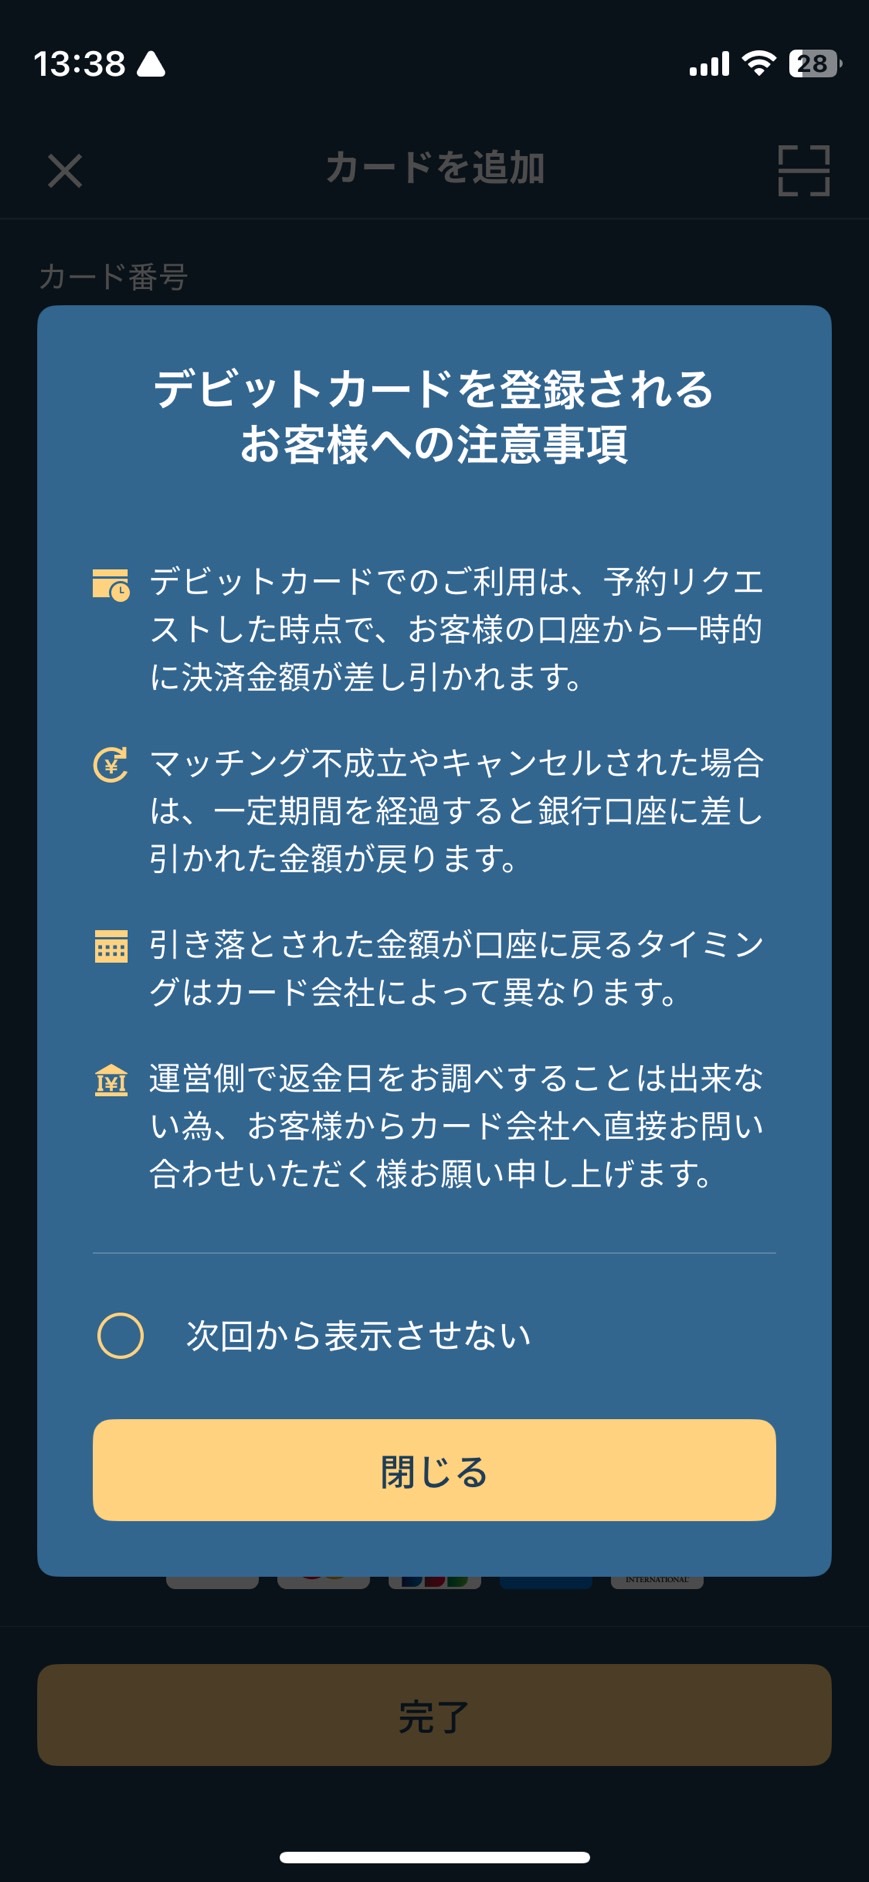 13:38
28
カードを追加
カード番号
デビットカードを登録される
お客様への注意事項
デビットカードでのご利用は、予約リクエ
ストした時点で、お客様の口座から一時的
に決済金額が差し引かれます。
マッチング不成立やキャンセルされた場合
は、一定期間を経過すると銀行口座に差し
引かれた金額が戻ります。
引き落とされた金額が口座に戻るタイミン
グはカード会社によって異なります。
運営側で返金日をお調べすることは出来な
い為、お客様からカード会社へ直接お問い
合わせいただく様お願い申し上げます。
次回から表示させない
閉じる
INTERNATIONAL
完了